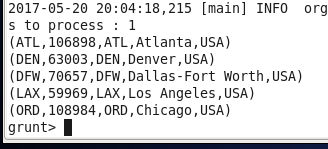 2017-05-20 20:04:18,215 [main] INFO org
s to process : 1
(ATL,106898,ATL,Atlanta,USA)
(DEN,63003,DEN,Denver,USA)
(DFW,70657,DFW,Dallas-Fort Worth,USA)
(LAX,59969,LAX,Los Angeles,USA)
(ORD,108984,ORD,Chicago,USA)
grunt>